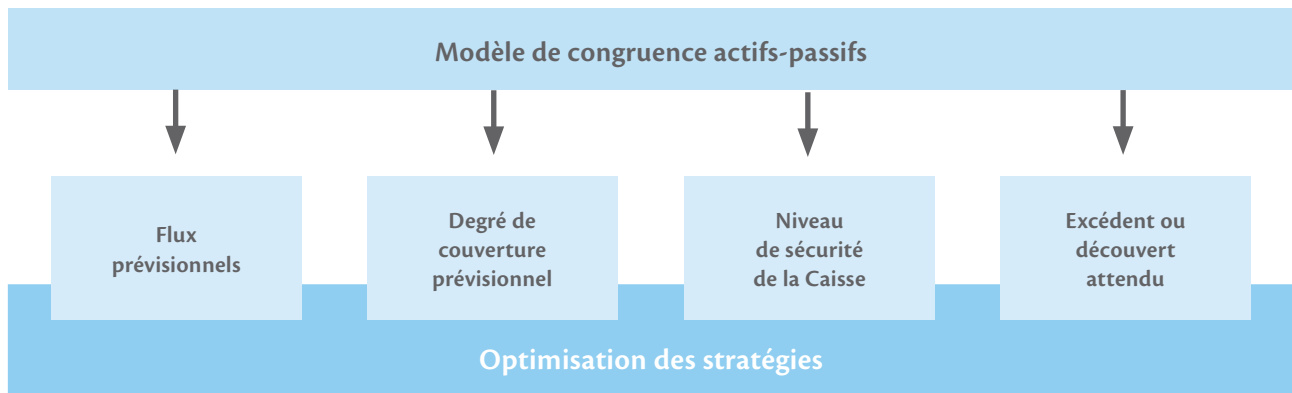 Modèle de congruence actifs-passifs
Flux
prévisionnels
Degré de
couverture
prévisionnel
Niveau
de sécurité
de la Caisse
Excédent ou
découvert
attendu
Optimisation des stratégies